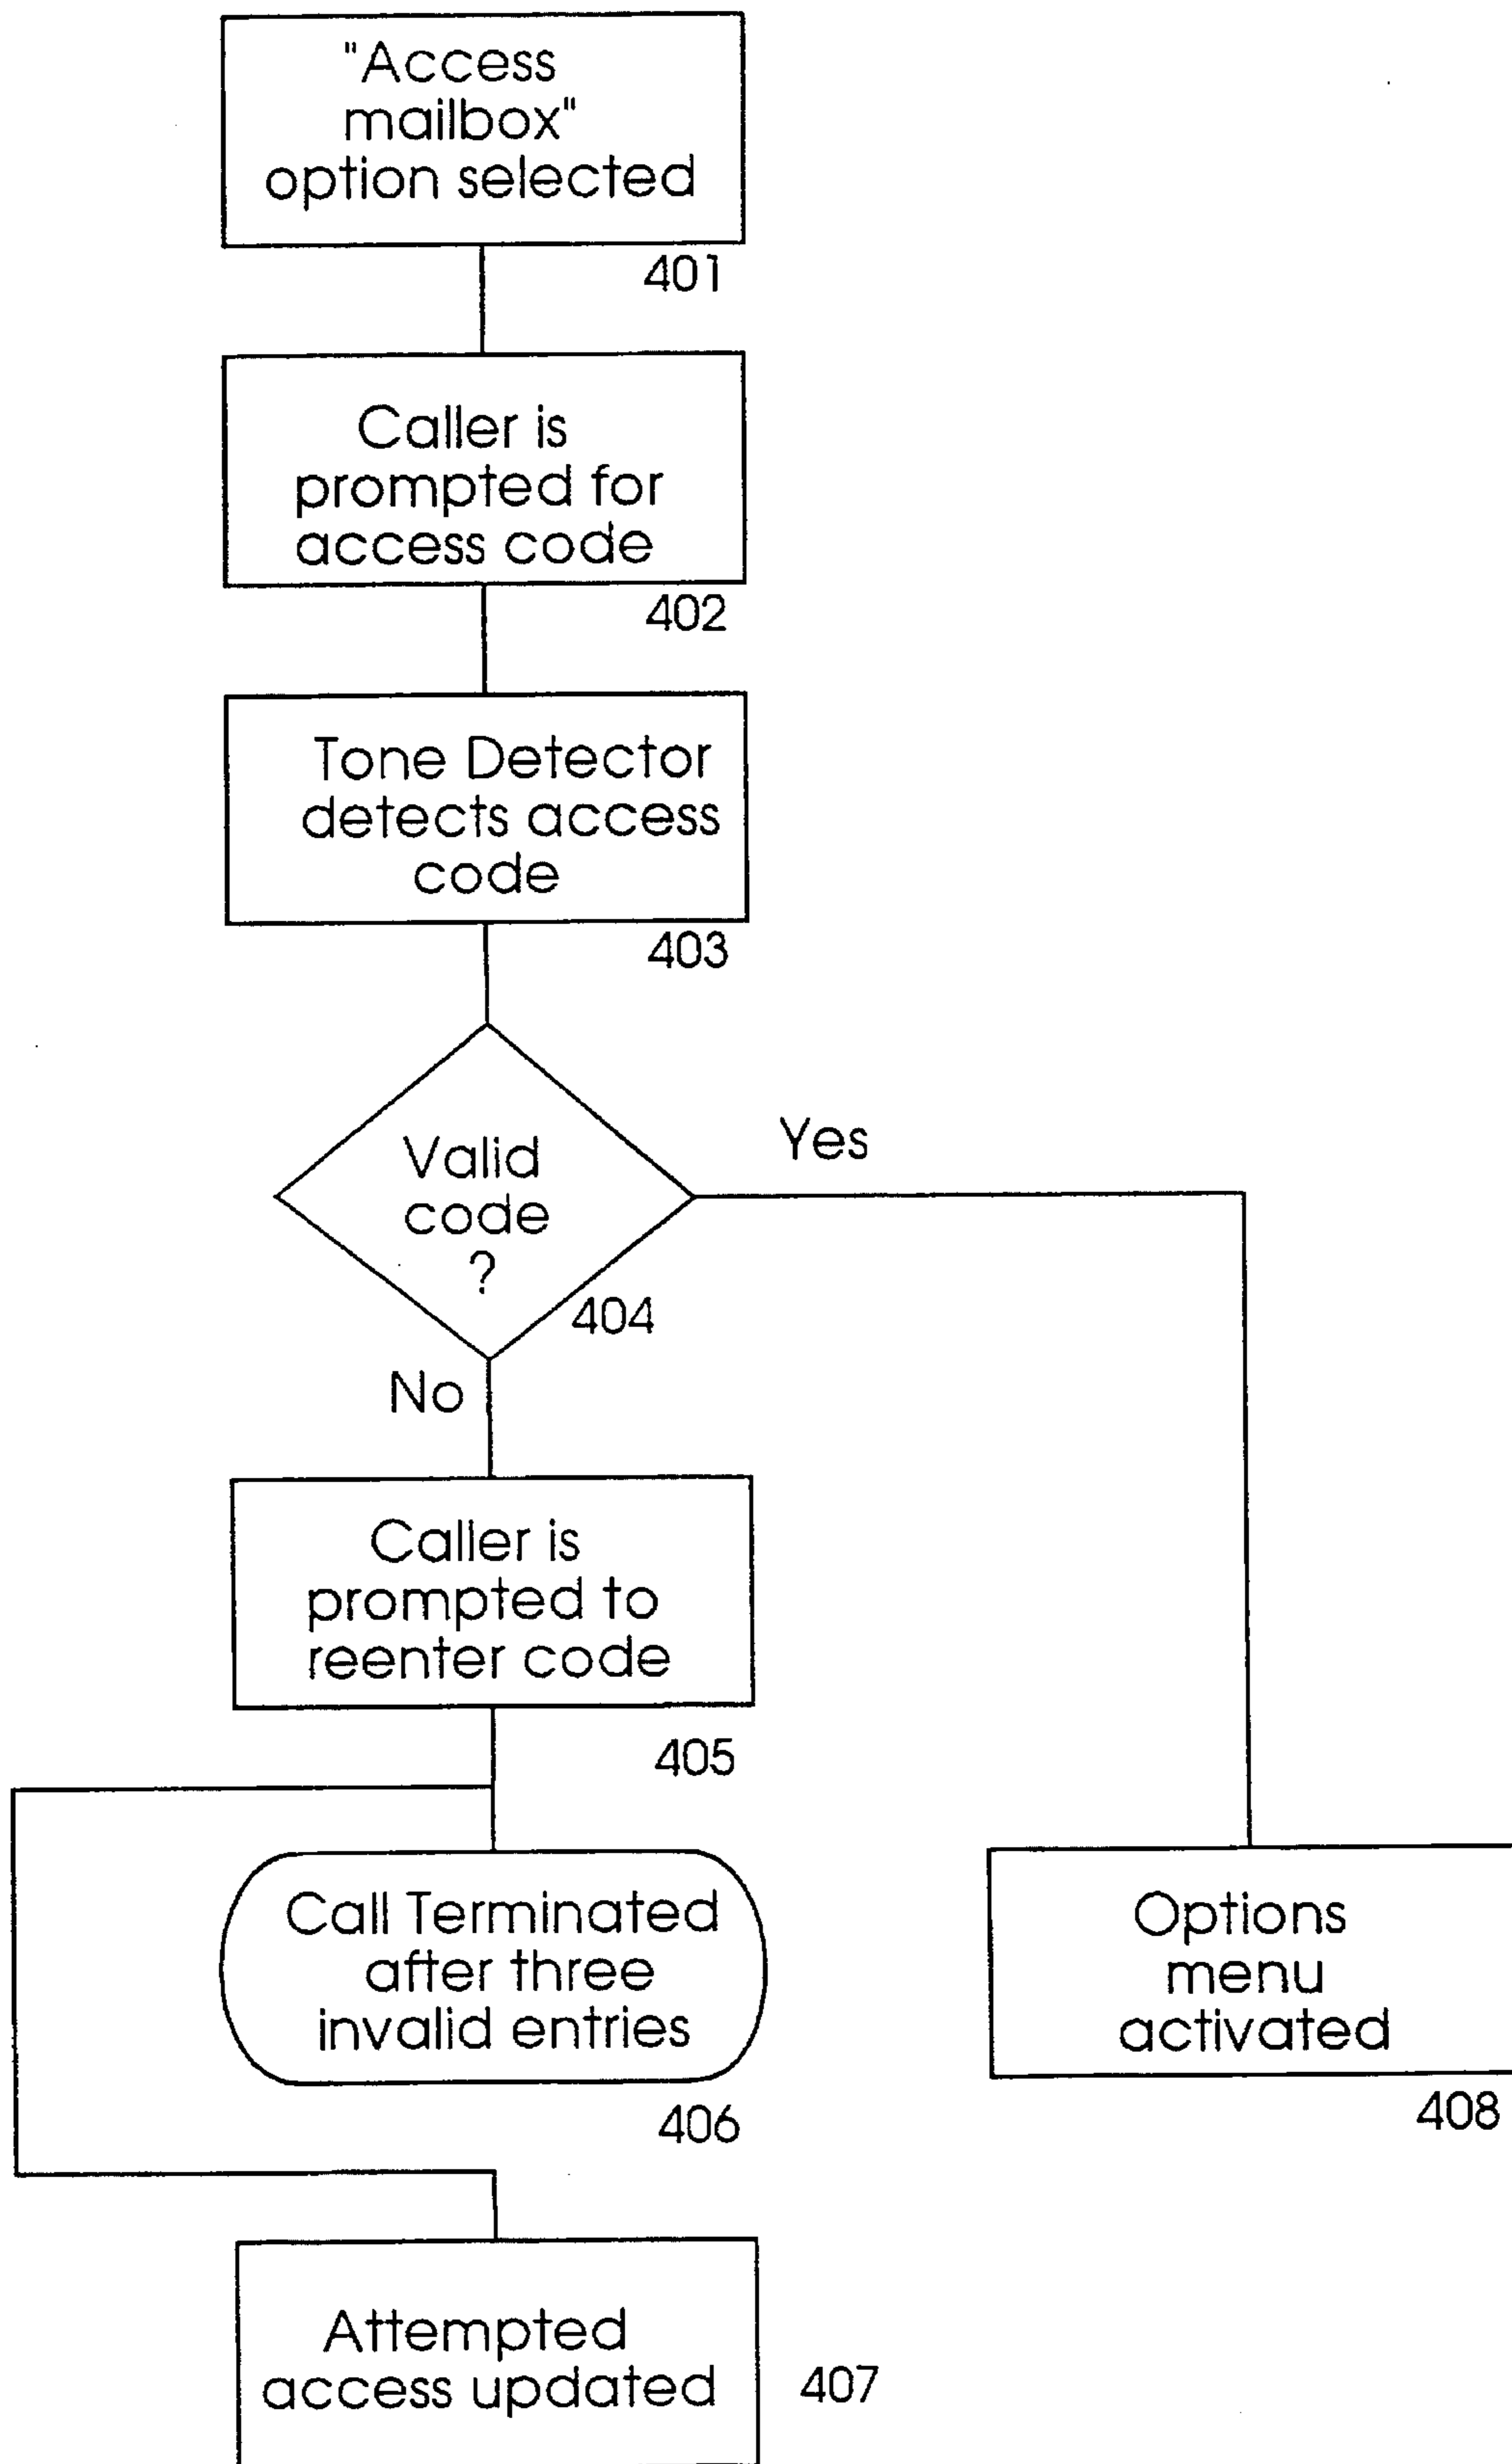 "Access
mailbox"
option selected
401
Caller is
prompted for
access code
402
Tone Detector
detects access
code
403
Valid
code
?
404
Yes
No
Caller is
prompted to
reenter code
405
Call Terminated
after three
invalid entries
406
Options
menu
activated
408
Attempted
access updated
407